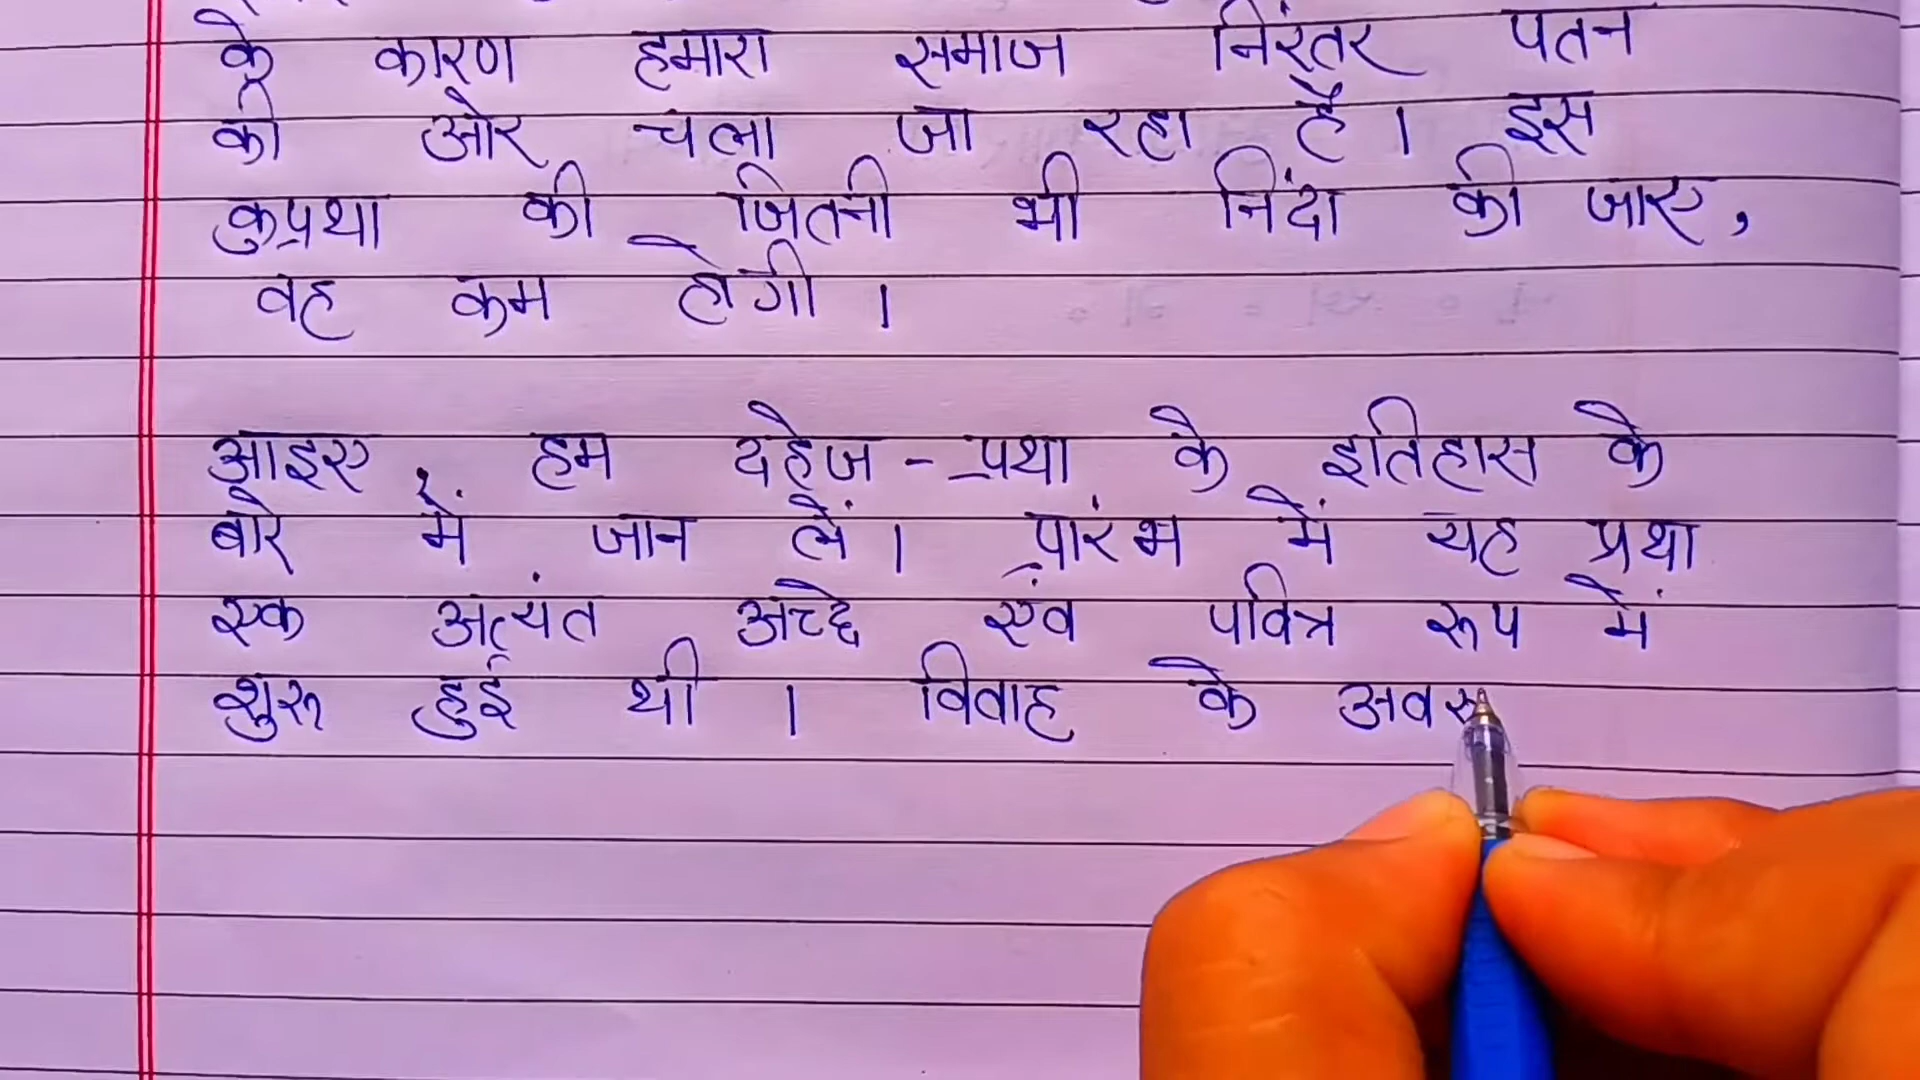 के कारण हमारा समाज निरंतर पतन
की ओर चला जा रहा है । इस
कुप्रथा की जितनी भी निंदा की जाए,
वह कम होगी ।
आइए, हम दहेज - प्रथा के इतिहास के
बारे में जान लें । प्रारंभ में यह प्रथा
एक अत्यंत अच्छे एंव पवित्र रूप में
शुरू हुई थी । विवाह के अवस